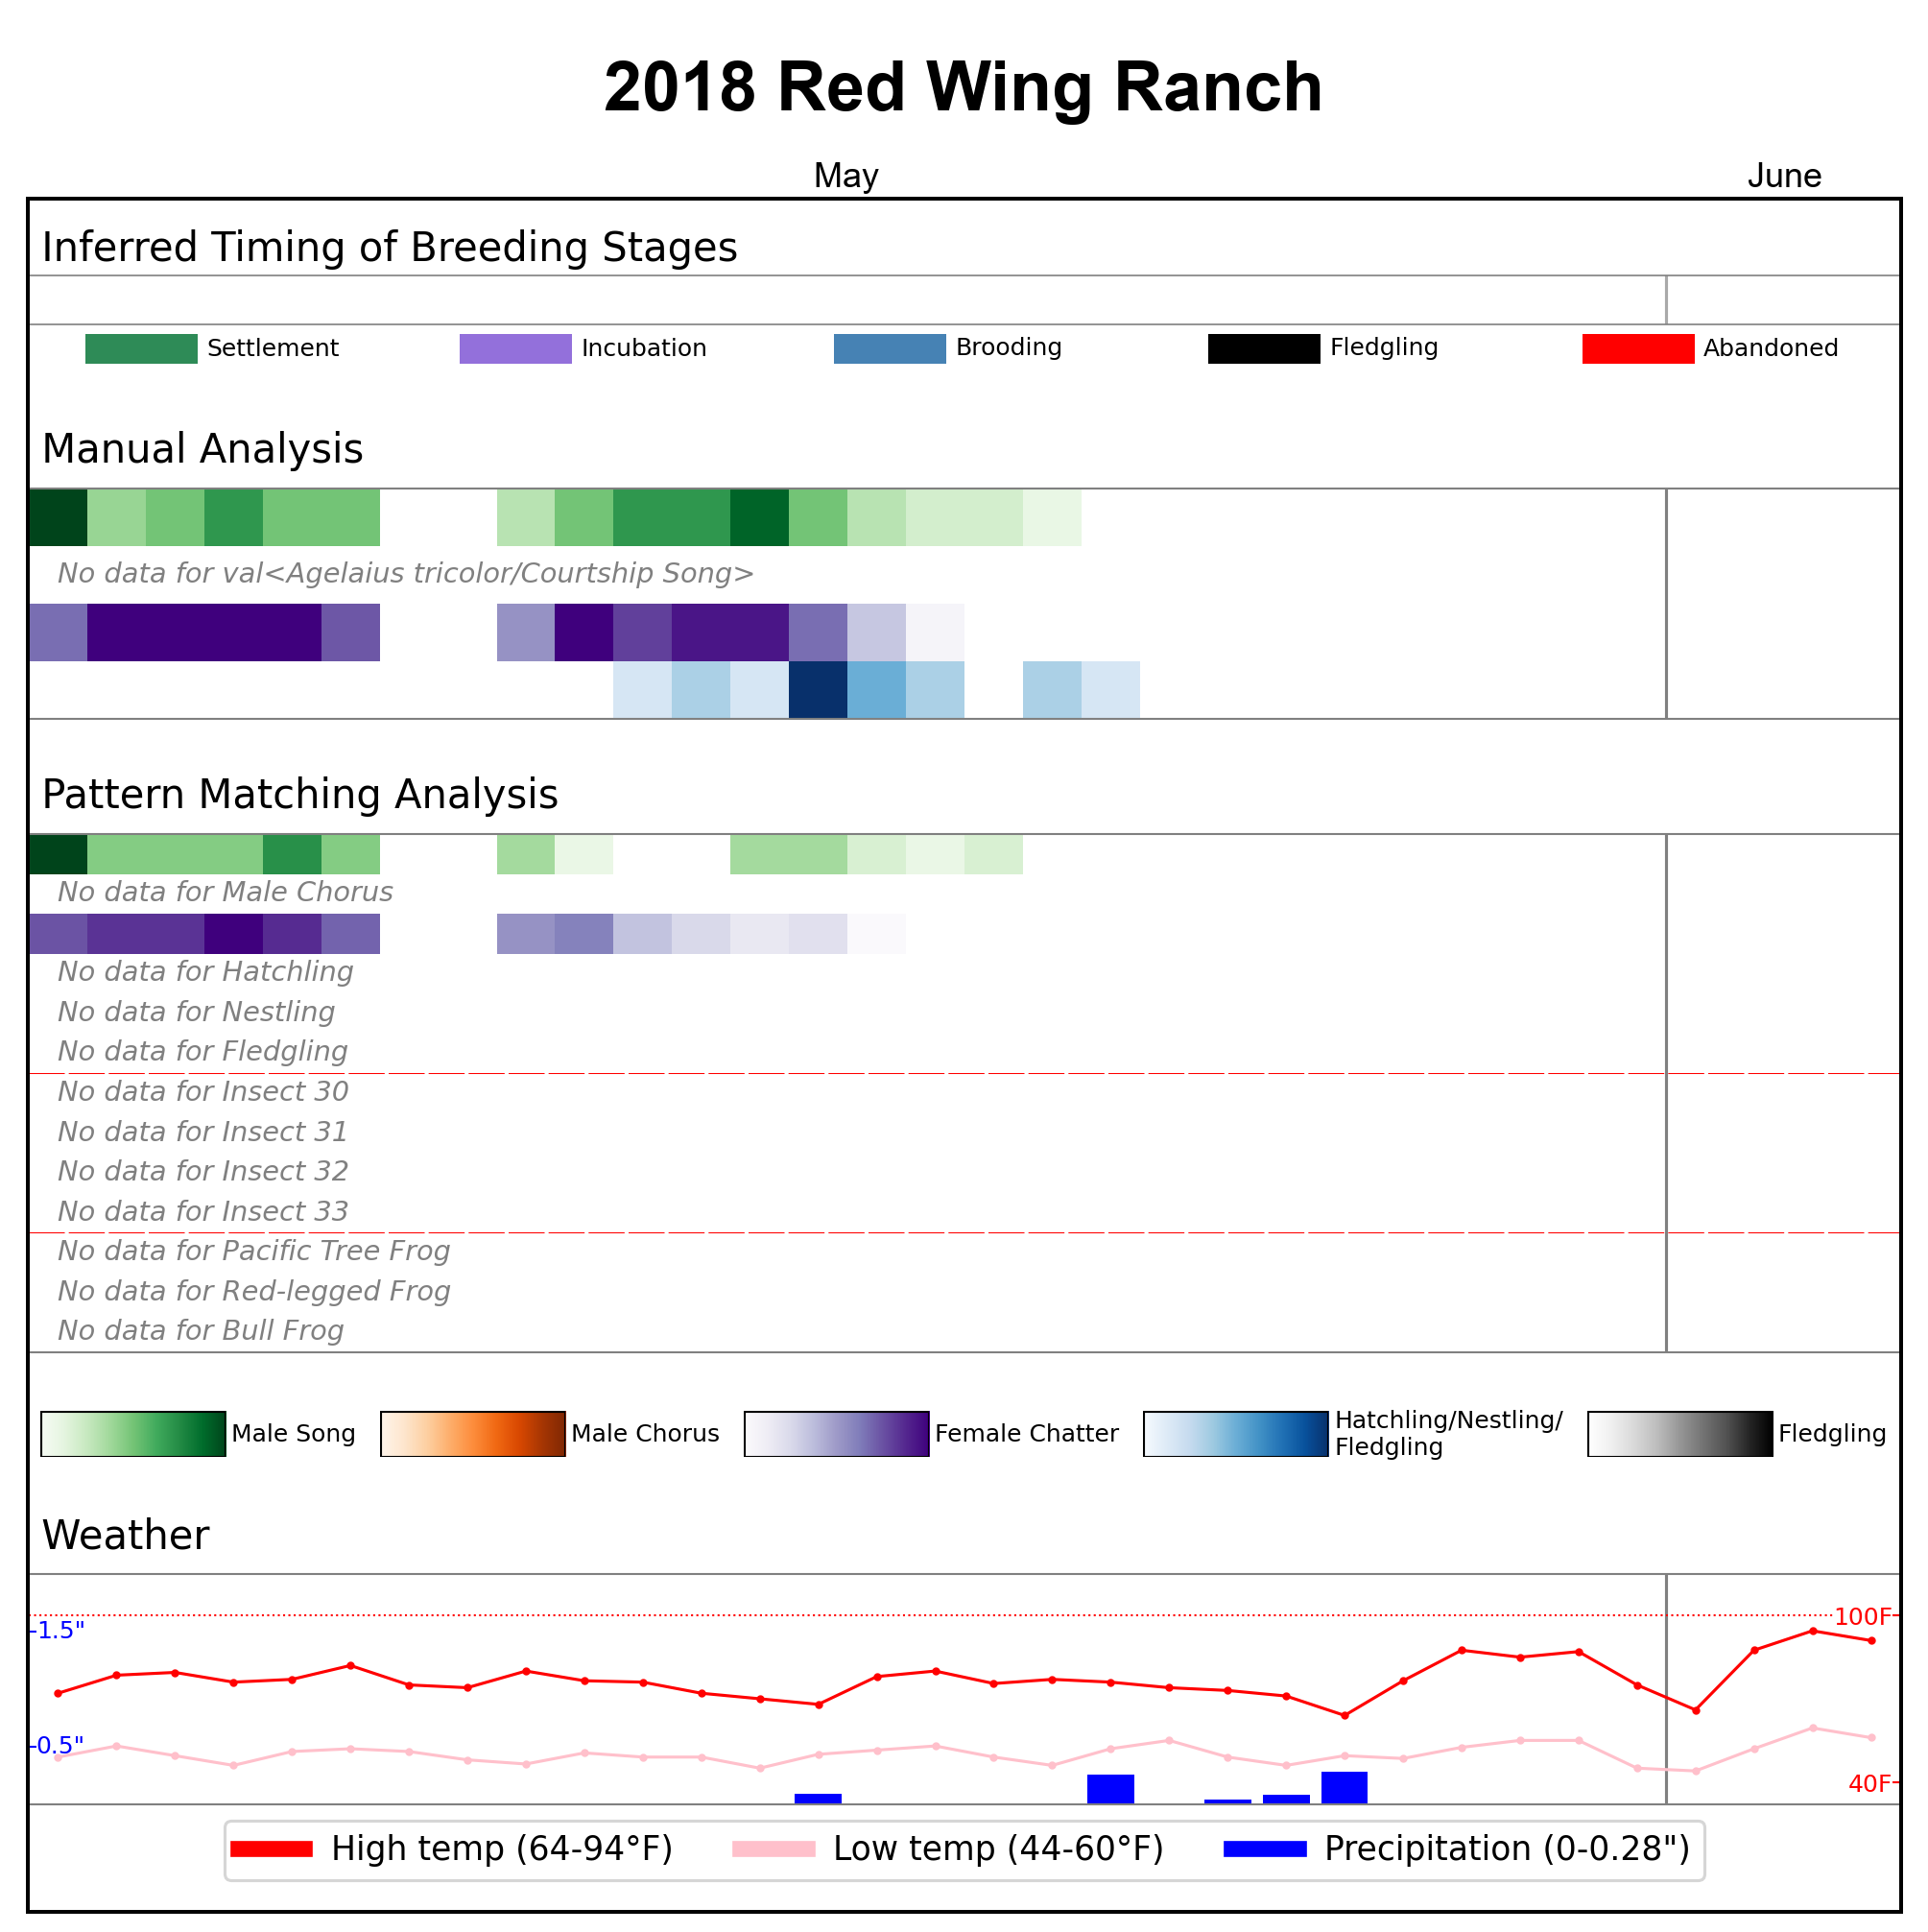 2018 Red Wing Ranch
May June
Inferred Timing of Breeding Stages
Settlement Incubation Brooding Fledgling Abandoned
Manual Analysis
No data for val<Agelaius tricolor/Courtship Song>
Pattern Matching Analysis
No data for Male Chorus
No data for Hatchling
No data for Nestling
No data for Fledgling
No data for Insect 30
No data for Insect 31
No data for Insect 32
No data for Insect 33
No data for Pacific Tree Frog
No data for Red-legged Frog
No data for Bull Frog
Male Song Male Chorus Female Chatter Hatchling/Nestling/
Fledgling Fledgling
Weather
1.5" 100F
0.5" 40F
High temp (64-94°F) Low temp (44-60°F) Precipitation (0-0.28")